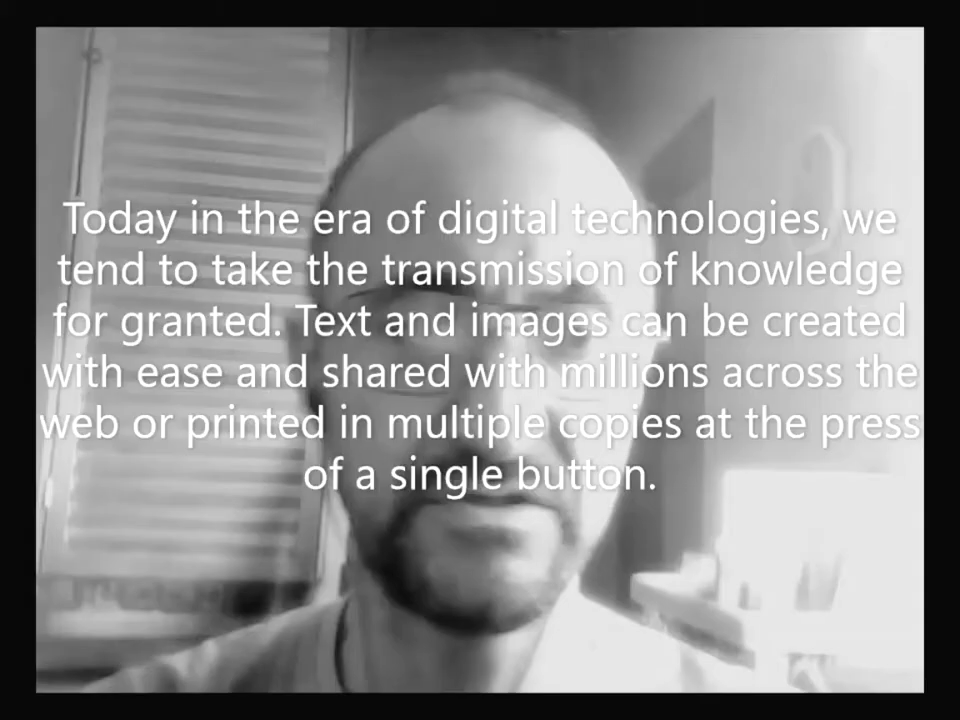 Today in the era of digital technologies, we
tend to take the transmission of knowledge
for granted. Text and images can be created
with ease and shared with millions across the
web or printed in multiple copies at the press
of a single button.